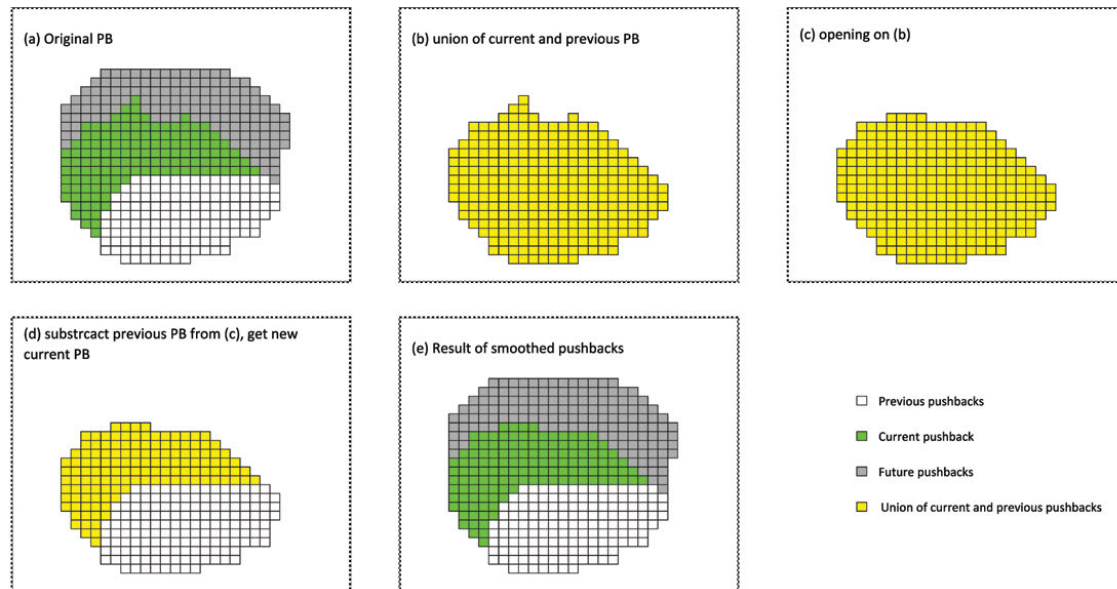 (a) Original PB
(b) union of current and previous PB
(c) opening on (b)
(d) substrcact previous PB from (c), get new
current PB
(e) Result of smoothed pushbacks
Previous pushbacks
Current pushback
Future pushbacks
Union of current and previous pushbacks